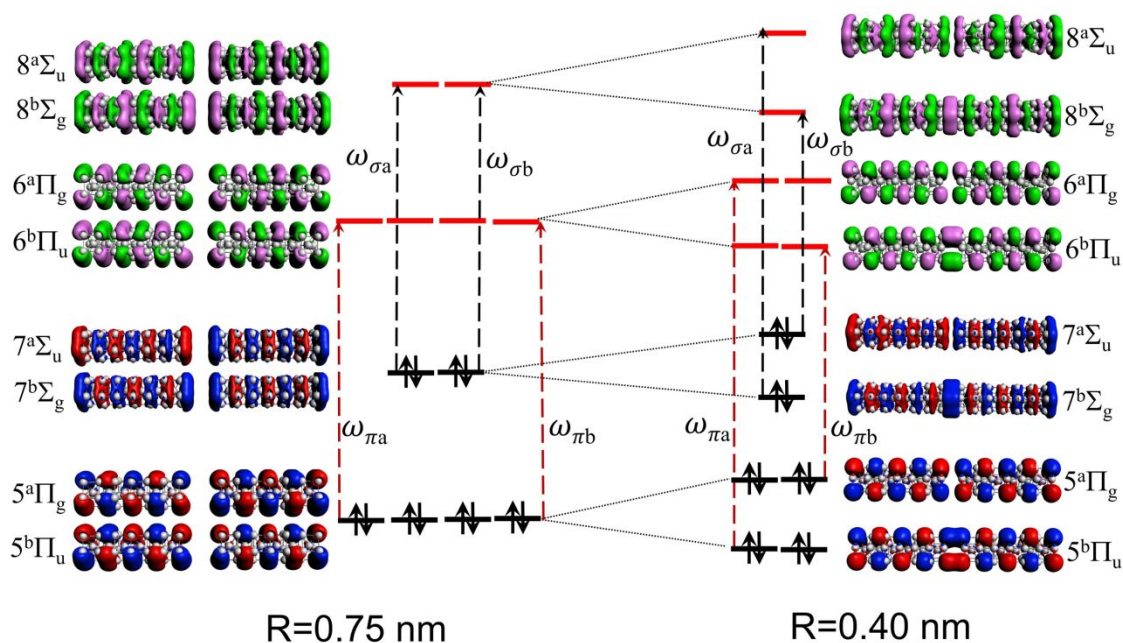 8ᵃΣᵤ
8ᵇΣg
6ᵃΠg
6ᵇΠᵤ
7ᵃΣᵤ
7ᵇΣg
5ᵃΠg
5ᵇΠᵤ
ωσa
ωσb
ωπa
ωπb
R=0.75 nm
ωσa
ωσb
ωπa
ωπb
R=0.40 nm
8ᵃΣᵤ
8ᵇΣg
6ᵃΠg
6ᵇΠᵤ
7ᵃΣᵤ
7ᵇΣg
5ᵃΠg
5ᵇΠᵤ